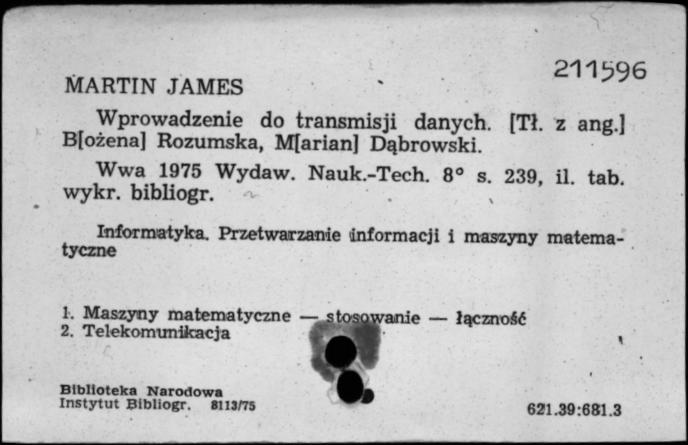 211596
MARTIN JAMES
Wprowadzenie do transmisji danych. [Tł. z ang.]
B[ożena] Rozumska, M[arian] Dąbrowski.
Wwa 1975 Wydaw. Nauk.-Tech. 8° s. 239, il. tab.
wykr. bibliogr.
Informatyka. Przetwarzanie informacji i maszyny matema-
tyczne
1. Maszyny matematyczne — stosowanie — łączność
2. Telekomunikacja
Biblioteka Narodowa
Instytut Bibliogr. 8113/75
621.39:681.3